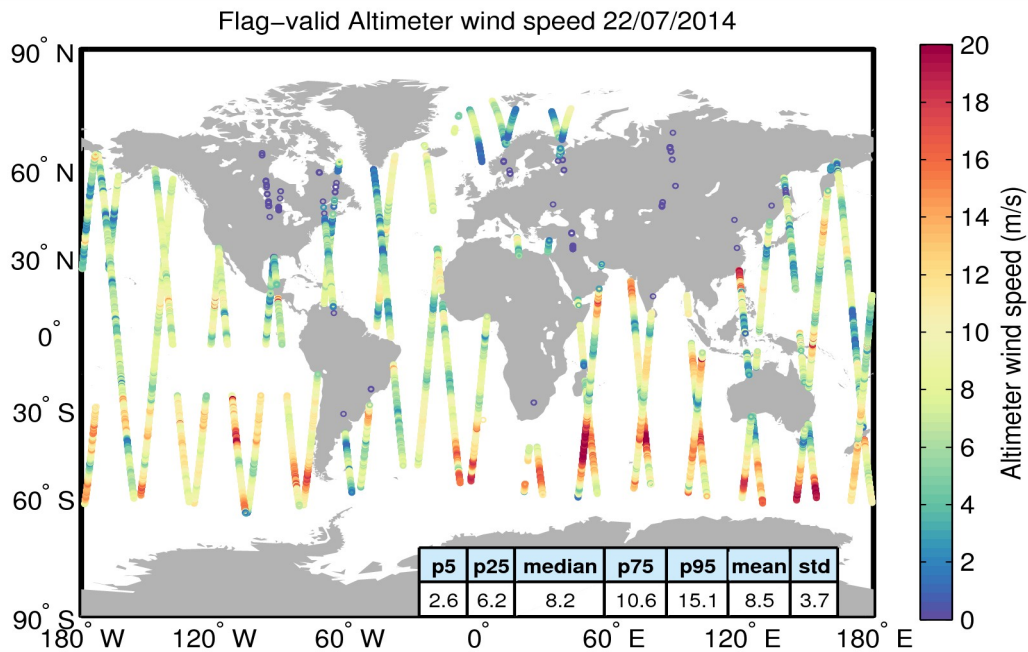 Flag−valid Altimeter wind speed 22/07/2014
90° N
60° N
30° N
0°
30° S
60° S
90° S
180° W
120° W
60° W
0°
60° E
120° E
180° E
p5 p25 median p75 p95 mean std
2.6 6.2 8.2 10.6 15.1 8.5 3.7
20
18
16
14
12
10
8
6
4
2
0
Altimeter wind speed (m/s)